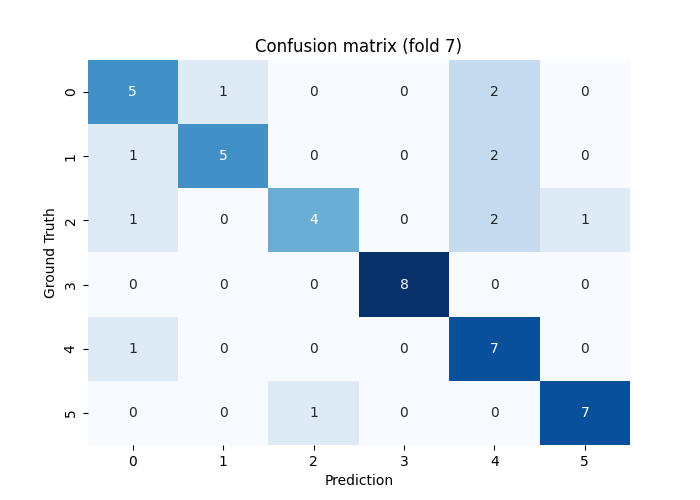 Confusion matrix (fold 7)
Ground Truth
0 5 1 0 0 2 0
1 1 5 0 0 2 0
2 1 0 4 0 2 1
3 0 0 0 8 0 0
4 1 0 0 0 7 0
5 0 0 1 0 0 7
0 1 2 3 4 5
Prediction